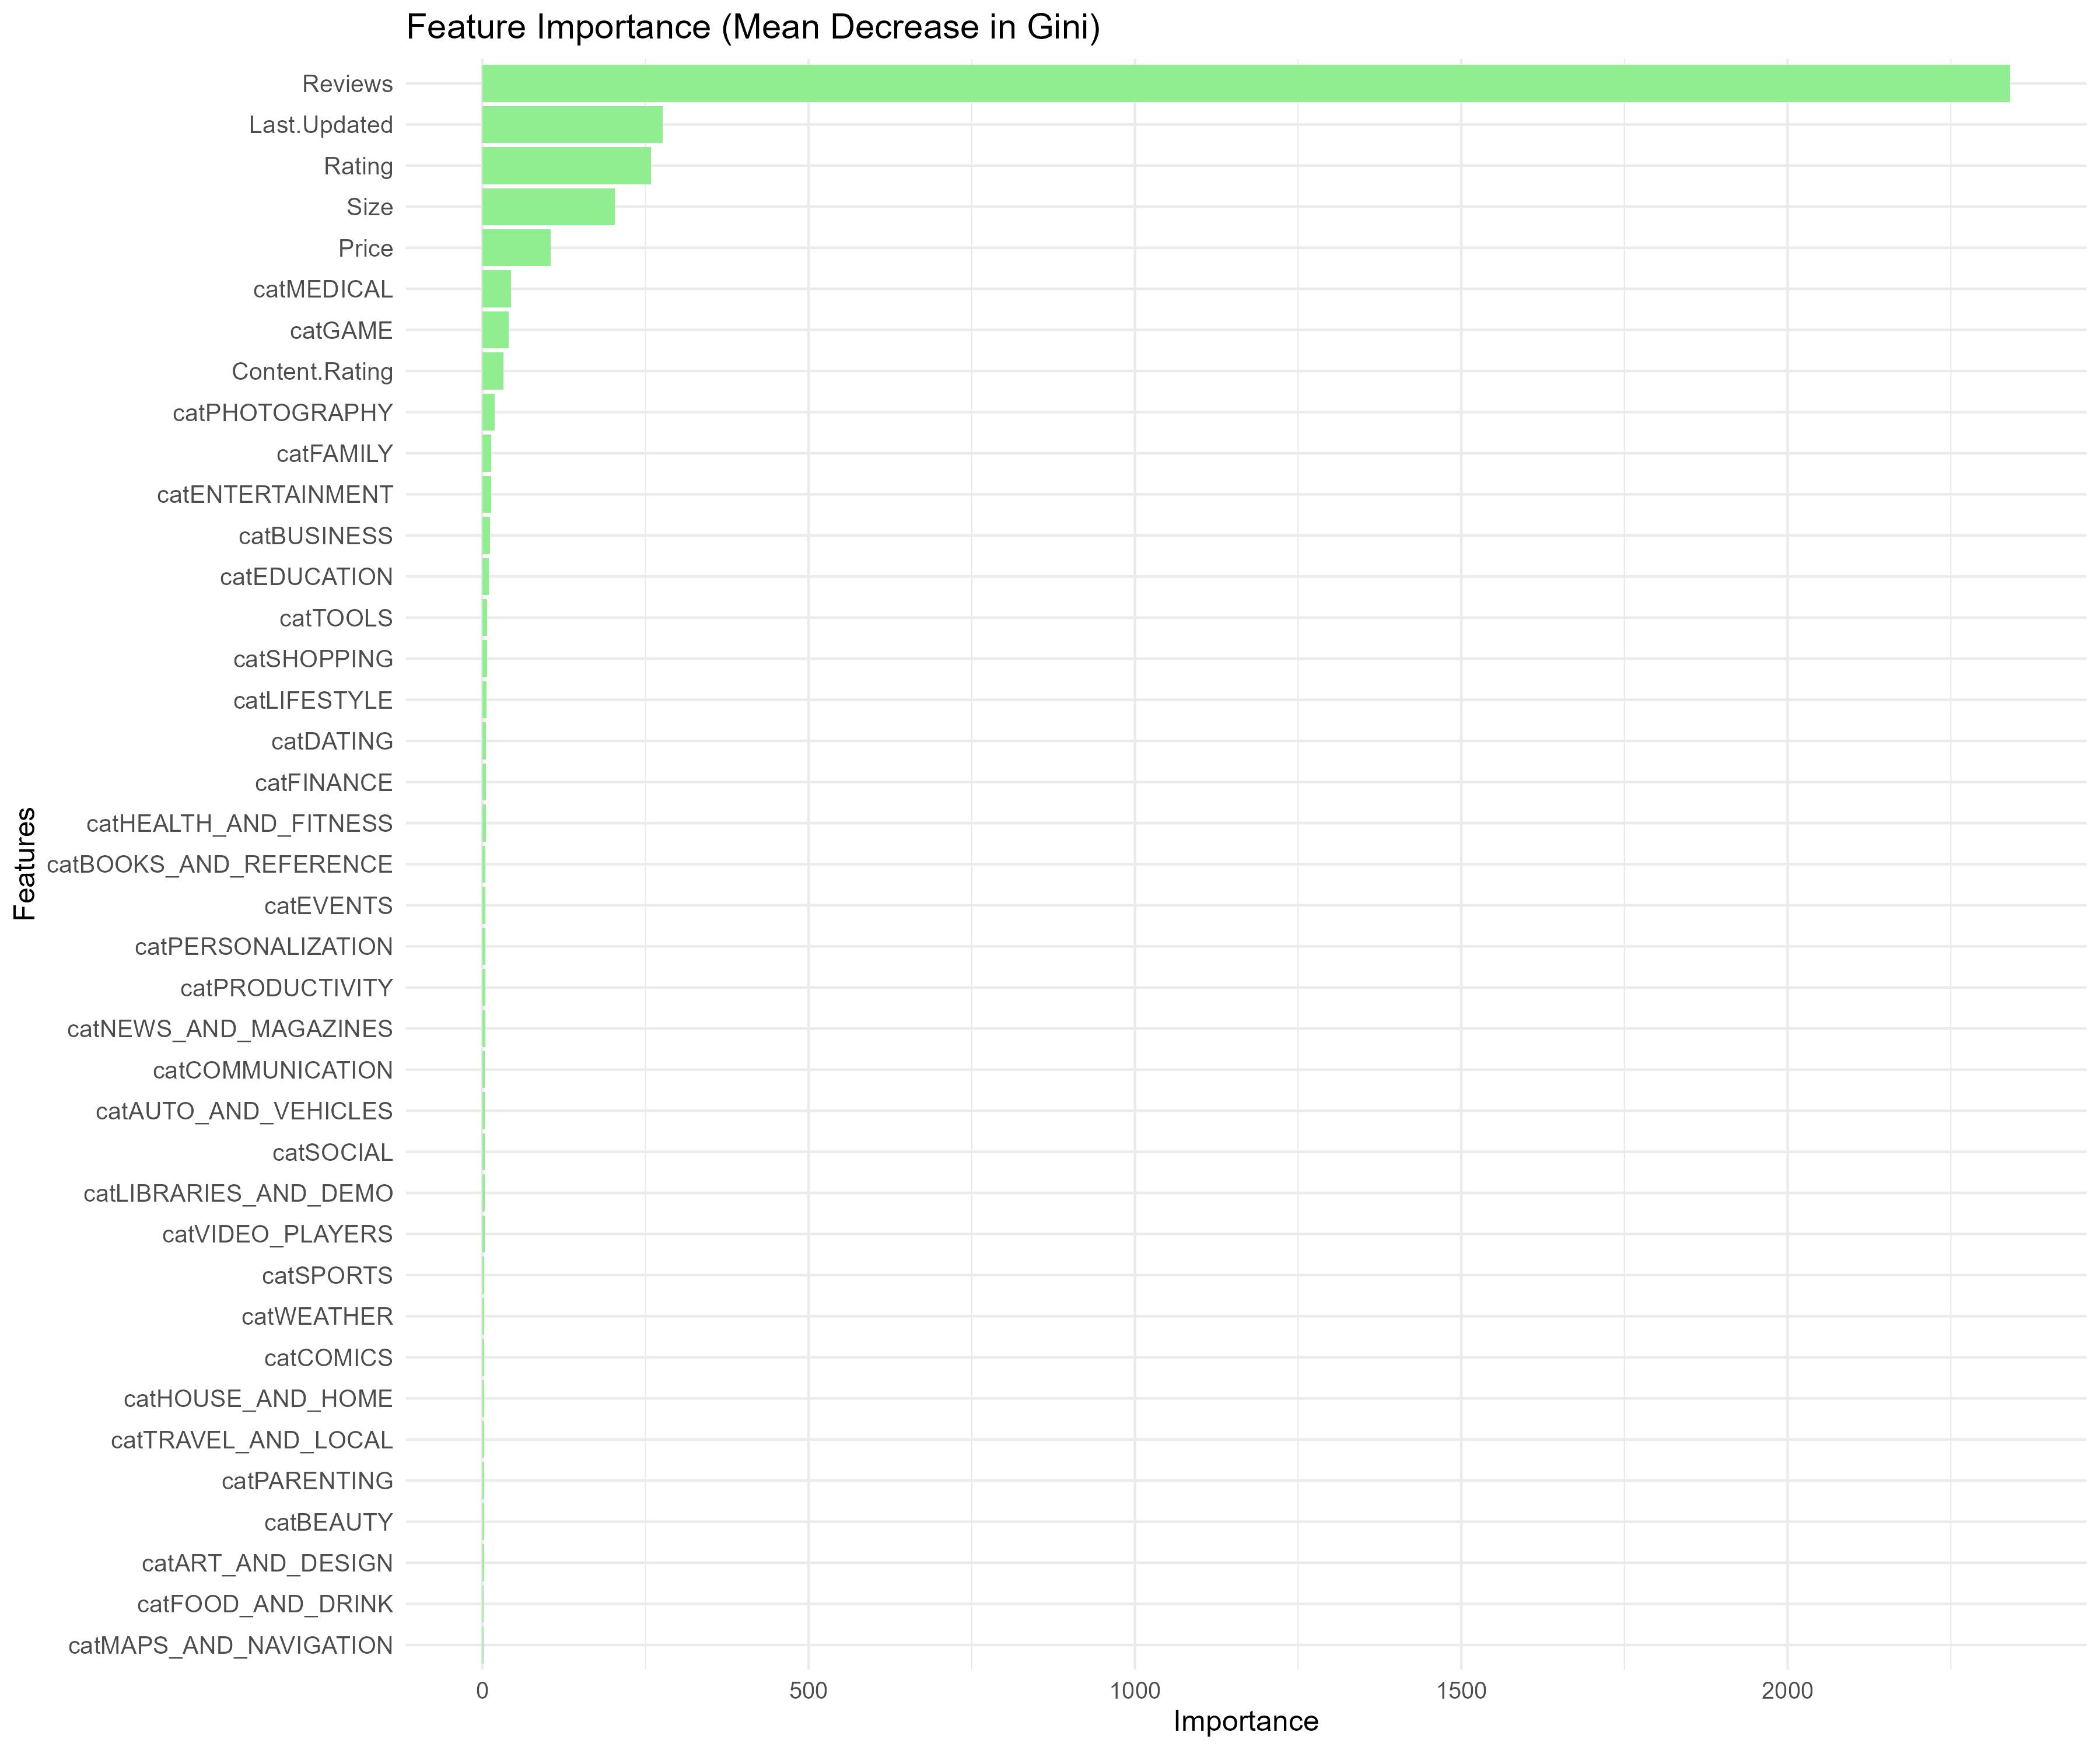 Feature Importance (Mean Decrease in Gini)
Features
Reviews
Last.Updated
Rating
Size
Price
catMEDICAL
catGAME
Content.Rating
catPHOTOGRAPHY
catFAMILY
catENTERTAINMENT
catBUSINESS
catEDUCATION
catTOOLS
catSHOPPING
catLIFESTYLE
catDATING
catFINANCE
catHEALTH_AND_FITNESS
catBOOKS_AND_REFERENCE
catEVENTS
catPERSONALIZATION
catPRODUCTIVITY
catNEWS_AND_MAGAZINES
catCOMMUNICATION
catAUTO_AND_VEHICLES
catSOCIAL
catLIBRARIES_AND_DEMO
catVIDEO_PLAYERS
catSPORTS
catWEATHER
catCOMICS
catHOUSE_AND_HOME
catTRAVEL_AND_LOCAL
catPARENTING
catBEAUTY
catART_AND_DESIGN
catFOOD_AND_DRINK
catMAPS_AND_NAVIGATION
0 500 1000 1500 2000
Importance